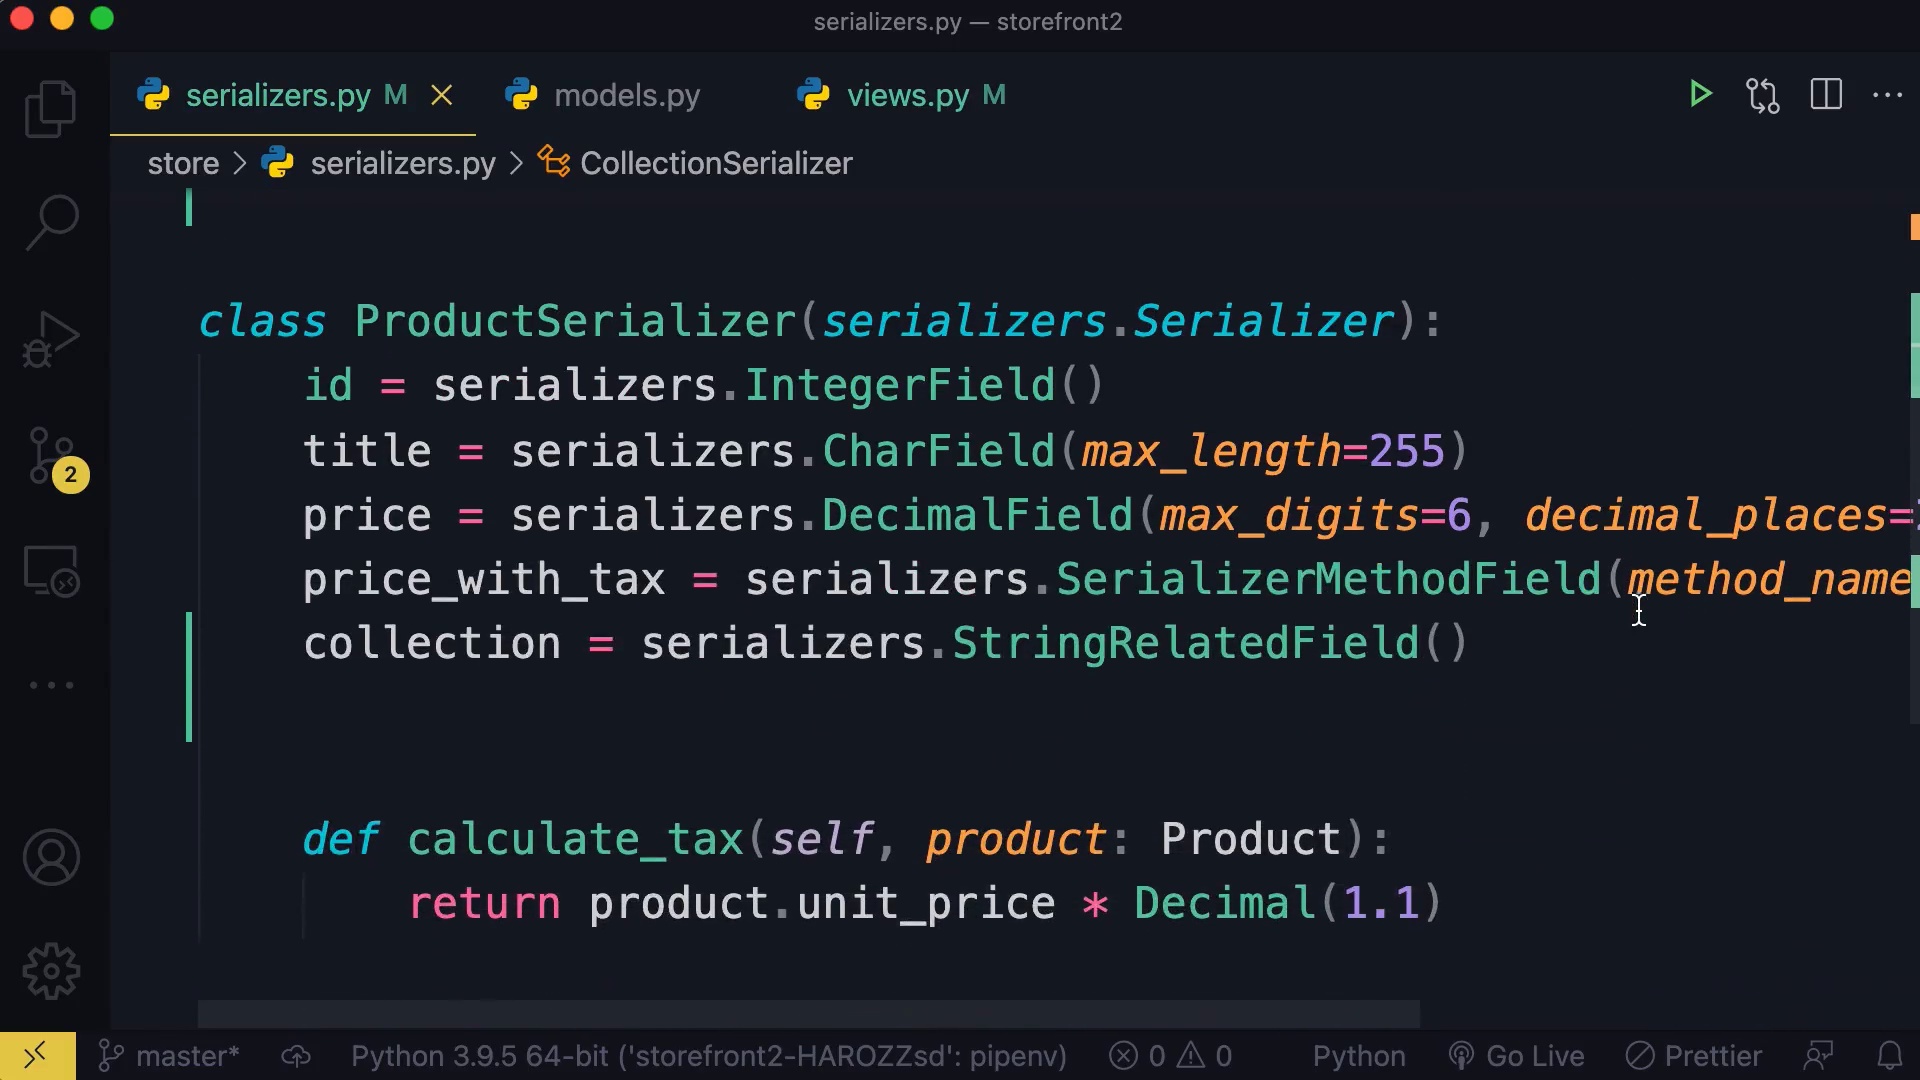 serializers.py — storefront2
serializers.py M models.py views.py M
store > serializers.py > CollectionSerializer
class ProductSerializer(serializers.Serializer):
    id = serializers.IntegerField()
    title = serializers.CharField(max_length=255)
    price = serializers.DecimalField(max_digits=6, decimal_places=
    price_with_tax = serializers.SerializerMethodField(method_name
    collection = serializers.StringRelatedField()
    def calculate_tax(self, product: Product):
        return product.unit_price * Decimal(1.1)
2
master* Python 3.9.5 64-bit ('storefront2-HAROZZsd': pipenv) 0 0 Python Go Live Prettier